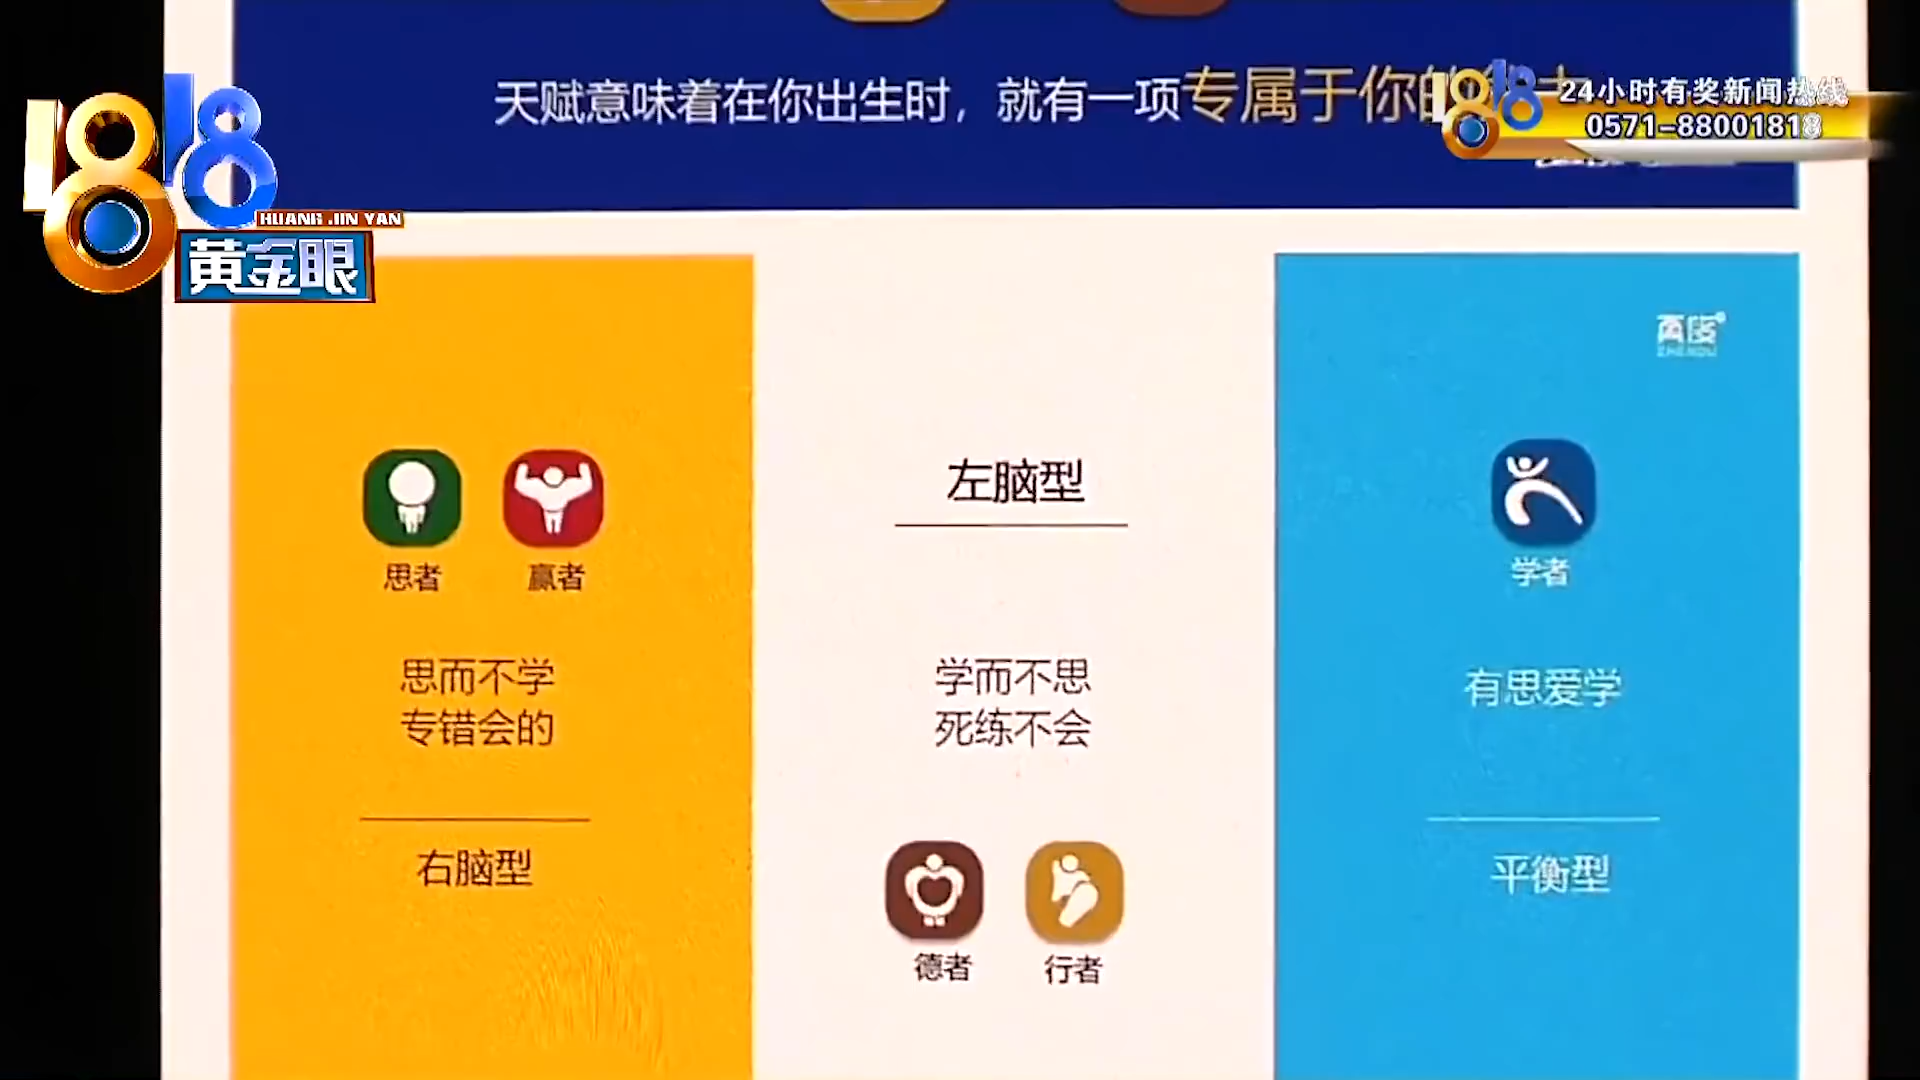 天赋意味着在你出生时，就有一项专属于你的
1818
HUANG JIN YAN
黄金眼
1818
24小时有奖新闻热线
0571-88001818
ZHENDU
思者
赢者
思而不学
专错会的
右脑型
左脑型
学而不思
死练不会
德者
行者
学者
有思爱学
平衡型